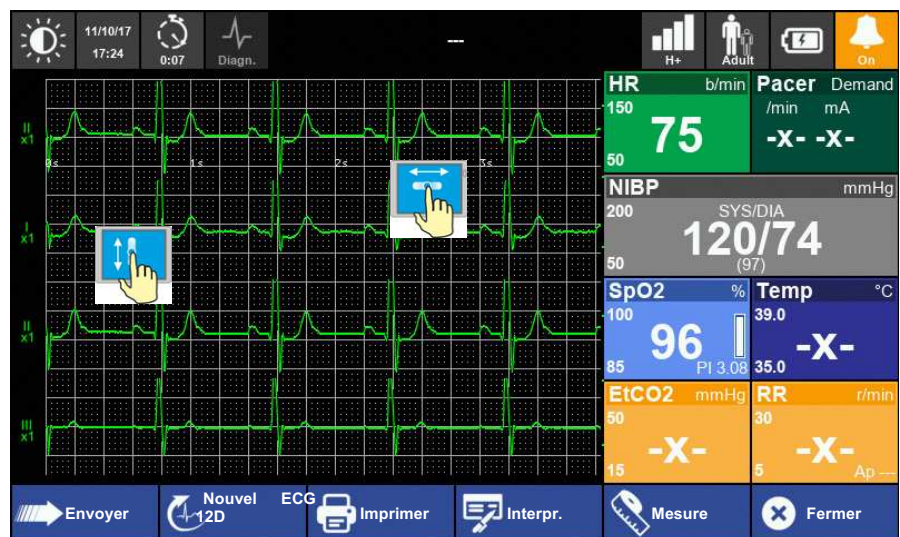 11/10/17
17:24
0:07
Diagn.
---
H+
Adult
On
II
x1
0s 1s 2s 3s
I
x1
II
x1
III
x1
HR b/min
150
75
50
Pacer Demand
/min mA
-x- -x-
NIBP mmHg
200 SYS/DIA
120/74
50 (97)
SpO2 %
100
96
85 PI 3.08
Temp °C
39.0
-x-
35.0
EtCO2 mmHg
50
-x-
15
RR r/min
30
-x-
5 Ap ---
Envoyer
Nouvel ECG
12D
Imprimer
Interpr.
Mesure
Fermer